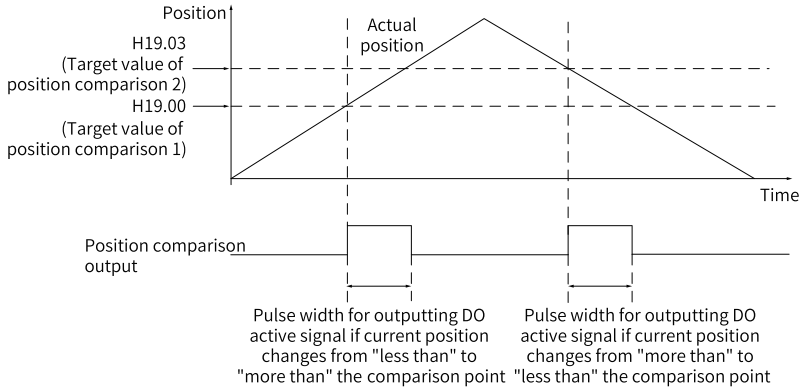 Position
Actual
position
H19.03
(Target value of
position comparison 2)
H19.00
(Target value of
position comparison 1)
Time
Position comparison
output
Pulse width for outputting DO
active signal if current position
changes from "less than" to
"more than" the comparison point
Pulse width for outputting DO
active signal if current position
changes from "more than" to
"less than" the comparison point